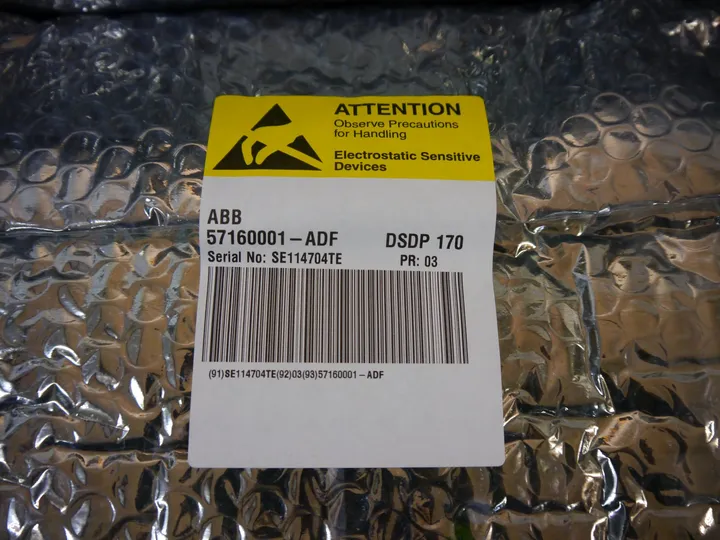 ATTENTION
Observe Precautions
for Handling
Electrostatic Sensitive
Devices
ABB
57160001-ADF DSDP 170
Serial No: SE114704TE PR: 03
(91)SE114704TE(92)03(93)57160001-ADF